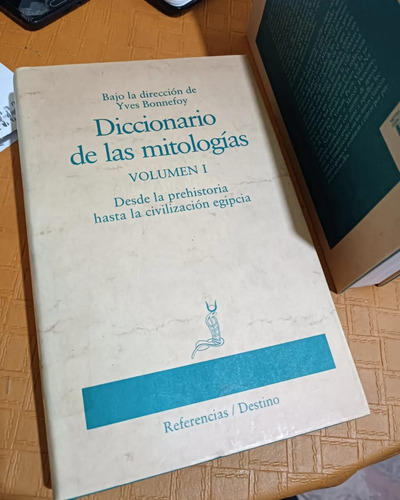 Bajo la dirección de
Yves Bonnefoy
Diccionario
de las mitologías
VOLUMEN I
Desde la prehistoria
hasta la civilización egipcia
Referencias / Destino